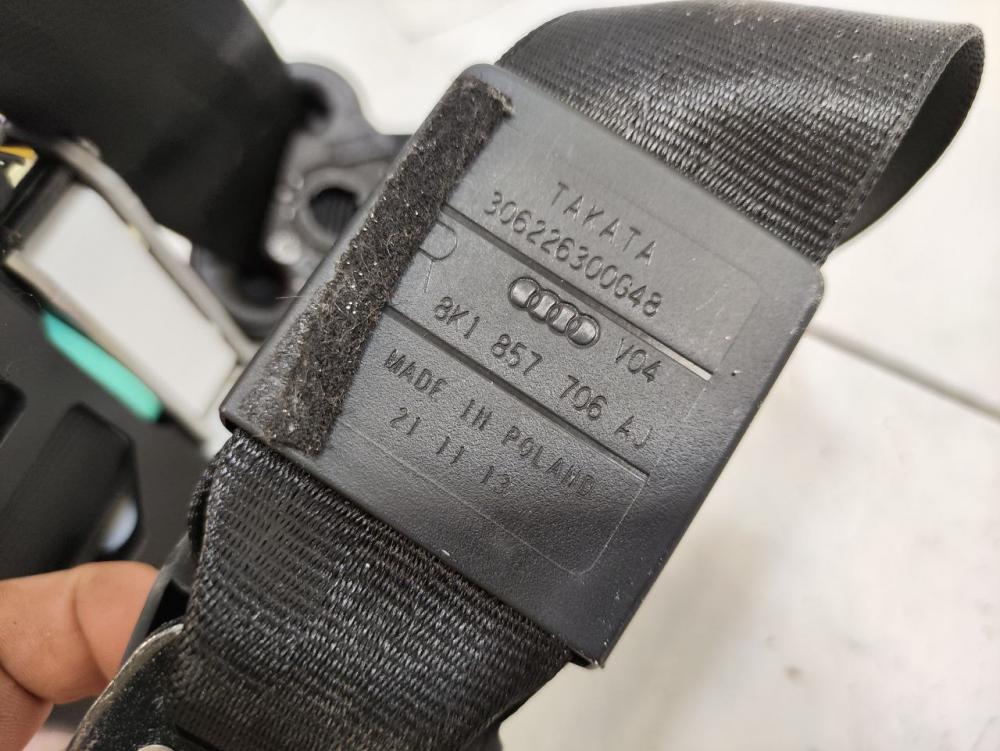 TAKATA
306226300G48
R
V04
8K1 857 706 AJ
MADE IN POLAND
21 11 13